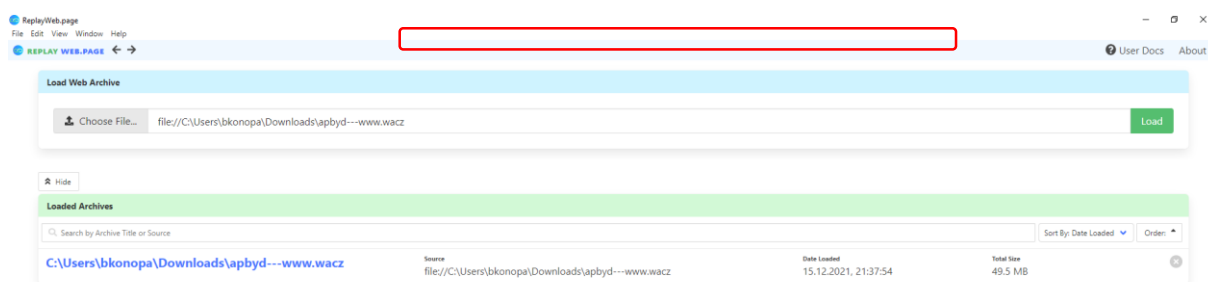 ReplayWeb.page
File Edit View Window Help
REPLAY WEB.PAGE
User Docs About
Load Web Archive
Choose File... file://C:\Users\bkonopa\Downloads\apbyd---www.wacz Load
Hide
Loaded Archives
Search by Archive Title or Source Sort By: Date Loaded Order:
C:\Users\bkonopa\Downloads\apbyd---www.wacz
Source
file://C:\Users\bkonopa\Downloads\apbyd---www.wacz
Date Loaded
15.12.2021, 21:37:54
Total Size
49.5 MB